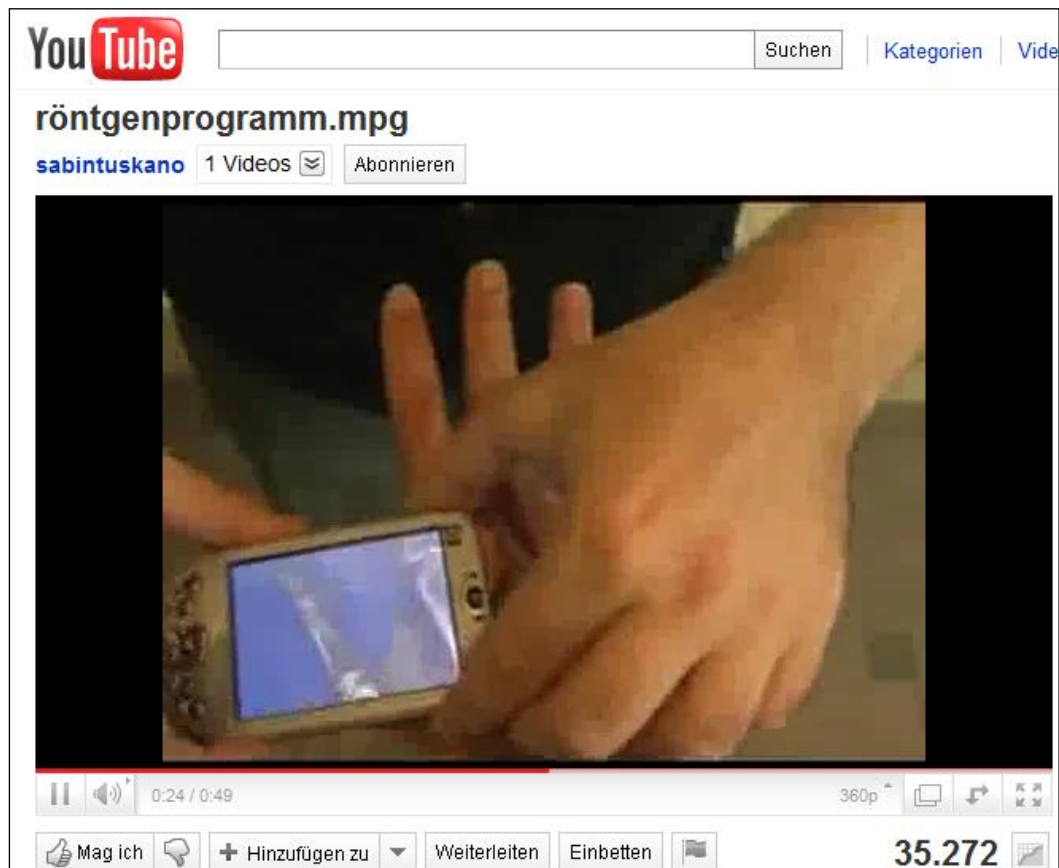 YouTube Suchen Kategorien Vide
röntgenprogramm.mpg
sabintuskano 1 Videos Abonnieren
0:24 / 0:49 360p
Mag ich Hinzufügen zu Weiterleiten Einbetten 35.272